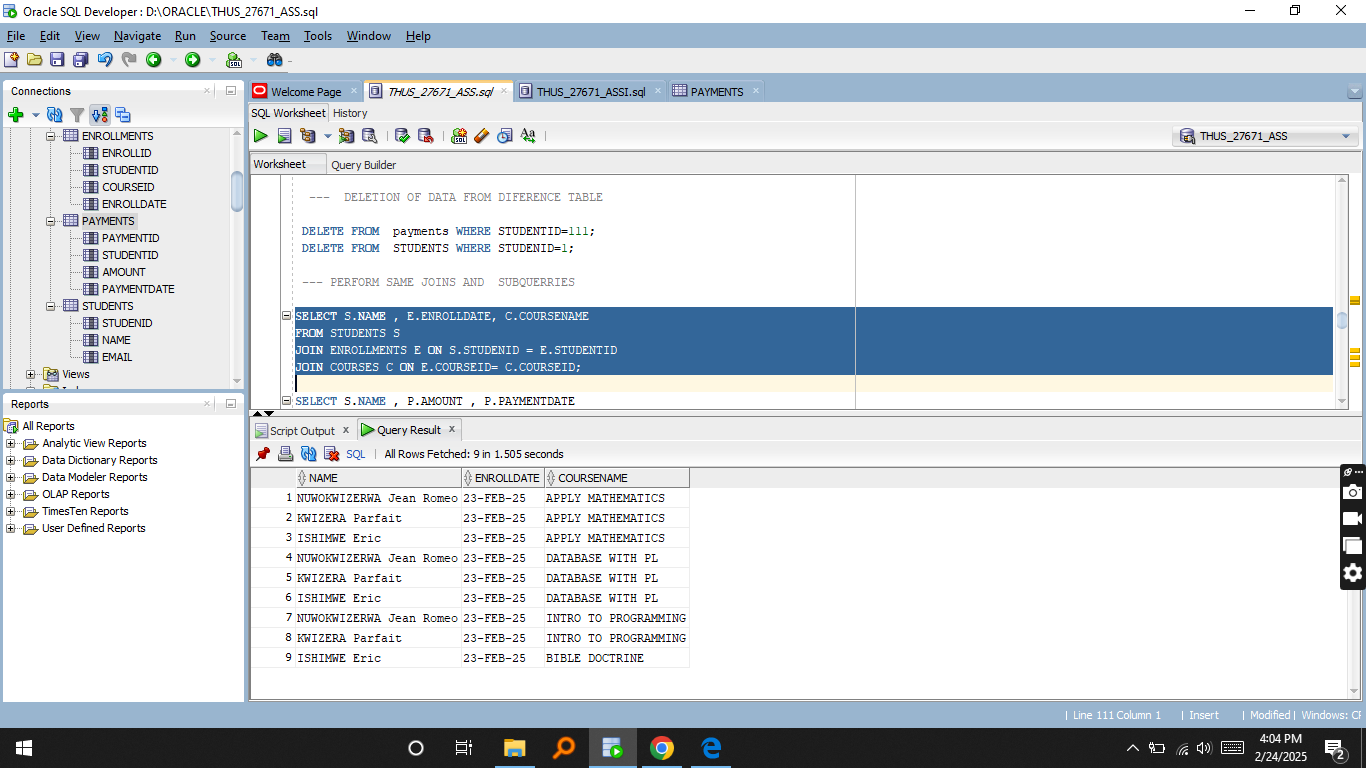 Oracle SQL Developer : D:\ORACLE\THUS_27671_ASS.sql
File Edit View Navigate Run Source Team Tools Window Help
Connections
ENROLLMENTS
ENROLLID
STUDENTID
COURSEID
ENROLLDATE
PAYMENTS
PAYMENTID
STUDENTID
AMOUNT
PAYMENTDATE
STUDENTS
STUDENID
NAME
EMAIL
Views
Reports
All Reports
Analytic View Reports
Data Dictionary Reports
Data Modeler Reports
OLAP Reports
TimesTen Reports
User Defined Reports
Welcome Page THUS_27671_ASS.sql THUS_27671_ASSI.sql PAYMENTS
SQL Worksheet History
THUS_27671_ASS
Worksheet Query Builder
--- DELETION OF DATA FROM DIFERENCE TABLE
DELETE FROM payments WHERE STUDENTID=111;
DELETE FROM STUDENTS WHERE STUDENID=1;
--- PERFORM SAME JOINS AND SUBQUERRIES
SELECT S.NAME , E.ENROLLDATE, C.COURSENAME
FROM STUDENTS S
JOIN ENROLLMENTS E ON S.STUDENID = E.STUDENTID
JOIN COURSES C ON E.COURSEID= C.COURSEID;
SELECT S.NAME , P.AMOUNT , P.PAYMENTDATE
Script Output x Query Result x
SQL | All Rows Fetched: 9 in 1.505 seconds
NAME ENROLLDATE COURSENAME
1 NUWOKWIZERWA Jean Romeo 23-FEB-25 APPLY MATHEMATICS
2 KWIZERA Parfait 23-FEB-25 APPLY MATHEMATICS
3 ISHIMWE Eric 23-FEB-25 APPLY MATHEMATICS
4 NUWOKWIZERWA Jean Romeo 23-FEB-25 DATABASE WITH PL
5 KWIZERA Parfait 23-FEB-25 DATABASE WITH PL
6 ISHIMWE Eric 23-FEB-25 DATABASE WITH PL
7 NUWOKWIZERWA Jean Romeo 23-FEB-25 INTRO TO PROGRAMMING
8 KWIZERA Parfait 23-FEB-25 INTRO TO PROGRAMMING
9 ISHIMWE Eric 23-FEB-25 BIBLE DOCTRINE
| Line 111 Column 1 | Insert | Modified | Windows:
4:04 PM
2/24/2025
2